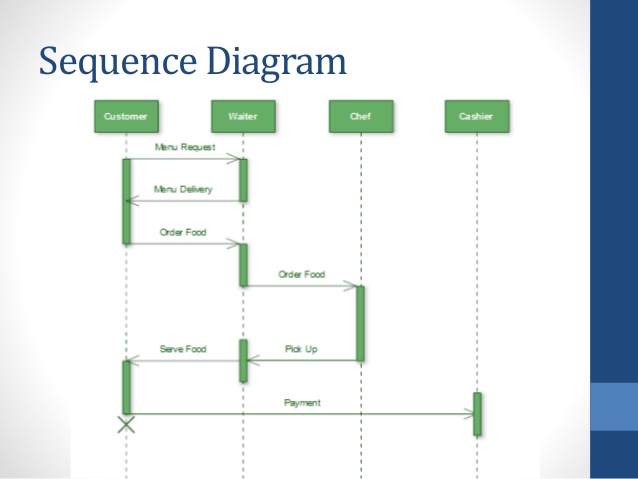 Sequence Diagram
Customer Waiter Chef Cashier
Menu Request
Menu Delivery
Order Food
Order Food
Serve Food Pick Up
Payment